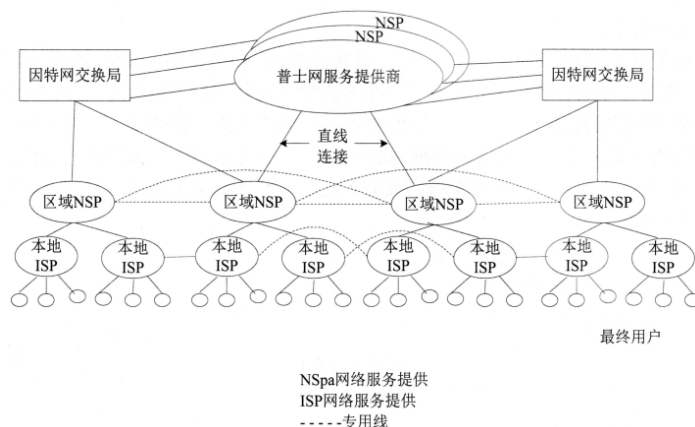 NSP
NSP
因特网交换局
普士网服务提供商
因特网交换局
直线
连接
区域NSP
区域NSP
区域NSP
区域NSP
本地
ISP
本地
ISP
本地
ISP
本地
ISP
本地
ISP
本地
ISP
本地
ISP
本地
ISP
最终用户
NSpa网络服务提供
ISP网络服务提供
-----专用线